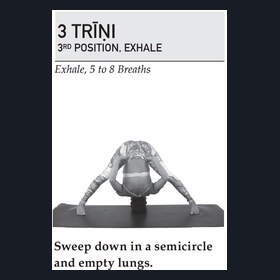 3 TRĪṆI
3RD POSITION, EXHALE
Exhale, 5 to 8 Breaths
Sweep down in a semicircle
and empty lungs.